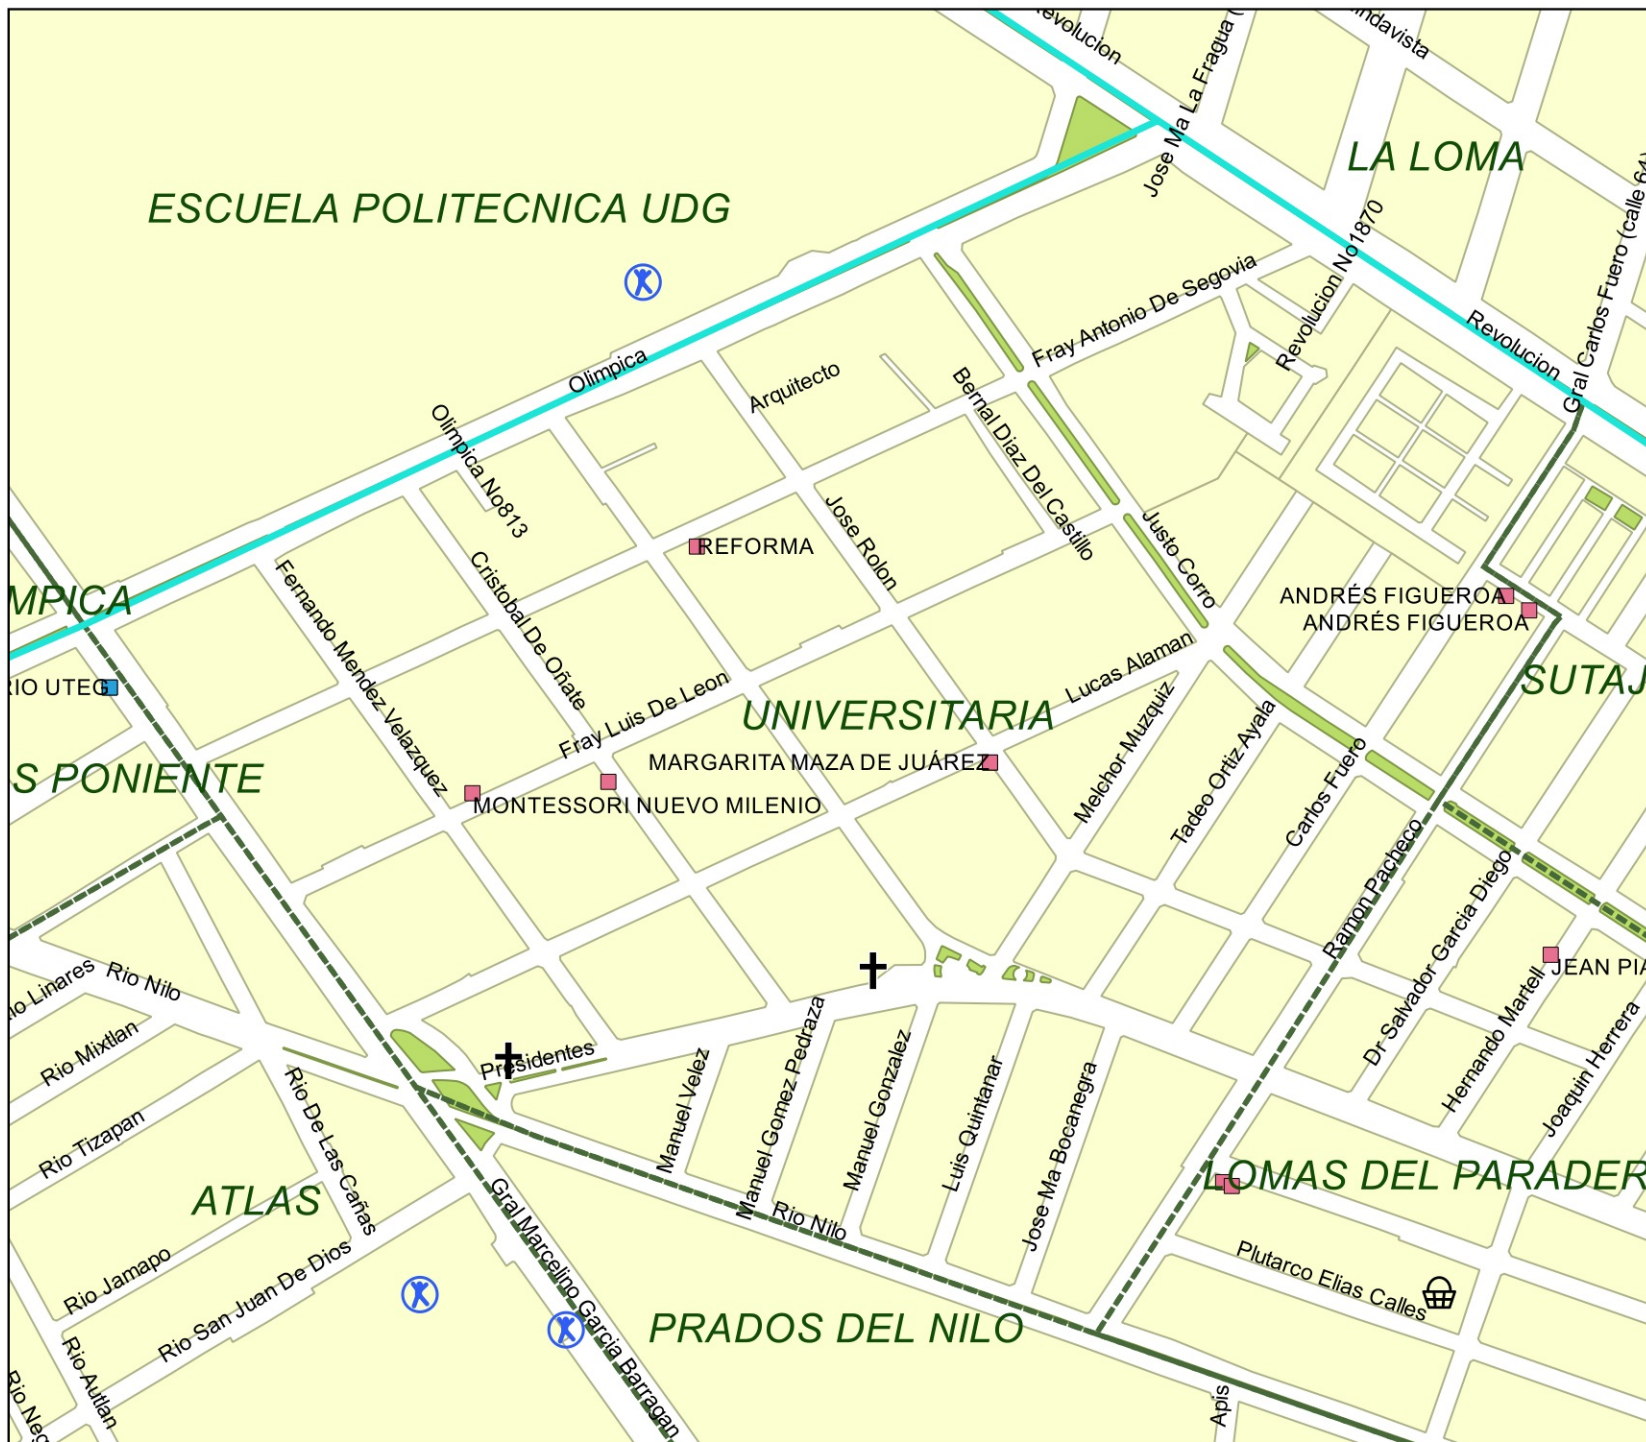 Revolucion
Jose Ma La Fragua (
LA LOMA
ESCUELA POLITECNICA UDG
Gral Carlos Fuero (calle 64)
Revolucion No1870
Fray Antonio De Segovia
Revolucion
Olimpica
Arquitecto
Bernal Diaz Del Castillo
Olimpica No813
Jose Rolon
Justo Corro
REFORMA
Cristobal De Oñate
Fernando Mendez Velazquez
ANDRÉS FIGUEROA
ANDRÉS FIGUEROA
MPICA
RIO UTEG
Lucas Alaman
SUTAJ
Fray Luis De Leon
UNIVERSITARIA
Melchor Muzquiz
Tadeo Ortiz Ayala
Carlos Fuero
MARGARITA MAZA DE JUÁREZ
S PONIENTE
MONTESSORI NUEVO MILENIO
Ramon Pacheco
Dr Salvador Garcia Diego
JEAN PIA
Rio Nilo
io Linares
Hernando Martell
Joaquin Herrera
Rio Mixtlan
Presidentes
Manuel Velez
Manuel Gomez Pedraza
Manuel Gonzalez
Luis Quintanar
Jose Ma Bocanegra
Rio Tizapan
Rio De Las Cañas
LOMAS DEL PARADER
ATLAS
Gral Marcelino Garcia Barragan
Rio Nilo
Rio Jamapo
Rio San Juan De Dios
Plutarco Elias Calles
PRADOS DEL NILO
Rio Autlan
Rio Neg
Apis